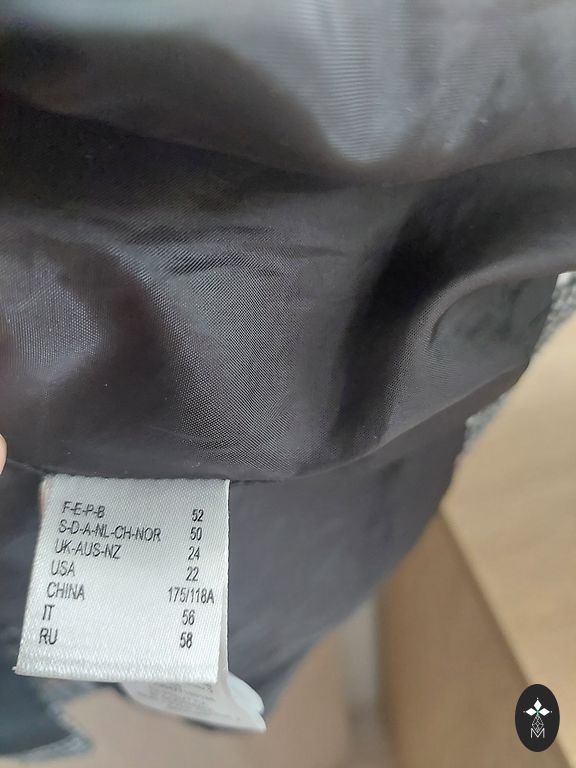 F-E-P-B 52
S-D-A-NL-CH-NOR 50
UK-AUS-NZ 24
USA 22
CHINA 175/118A
IT 56
RU 58